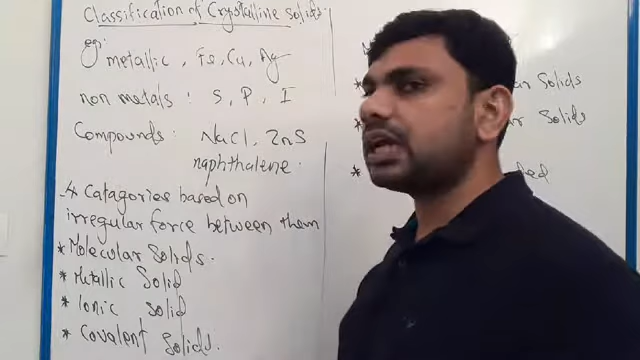 Classification of Crystalline solids.
eg: metallic, Fe, Cu, Ag
non metals : S, P, I
Compounds : NaCl, ZnS
naphthalene.
4 Catagories based on
irregular force between them
* Molecular Solids.
* Metallic Solid
* Ionic Solid
* Covalent Solids.
*
Solids
*
Solids
*